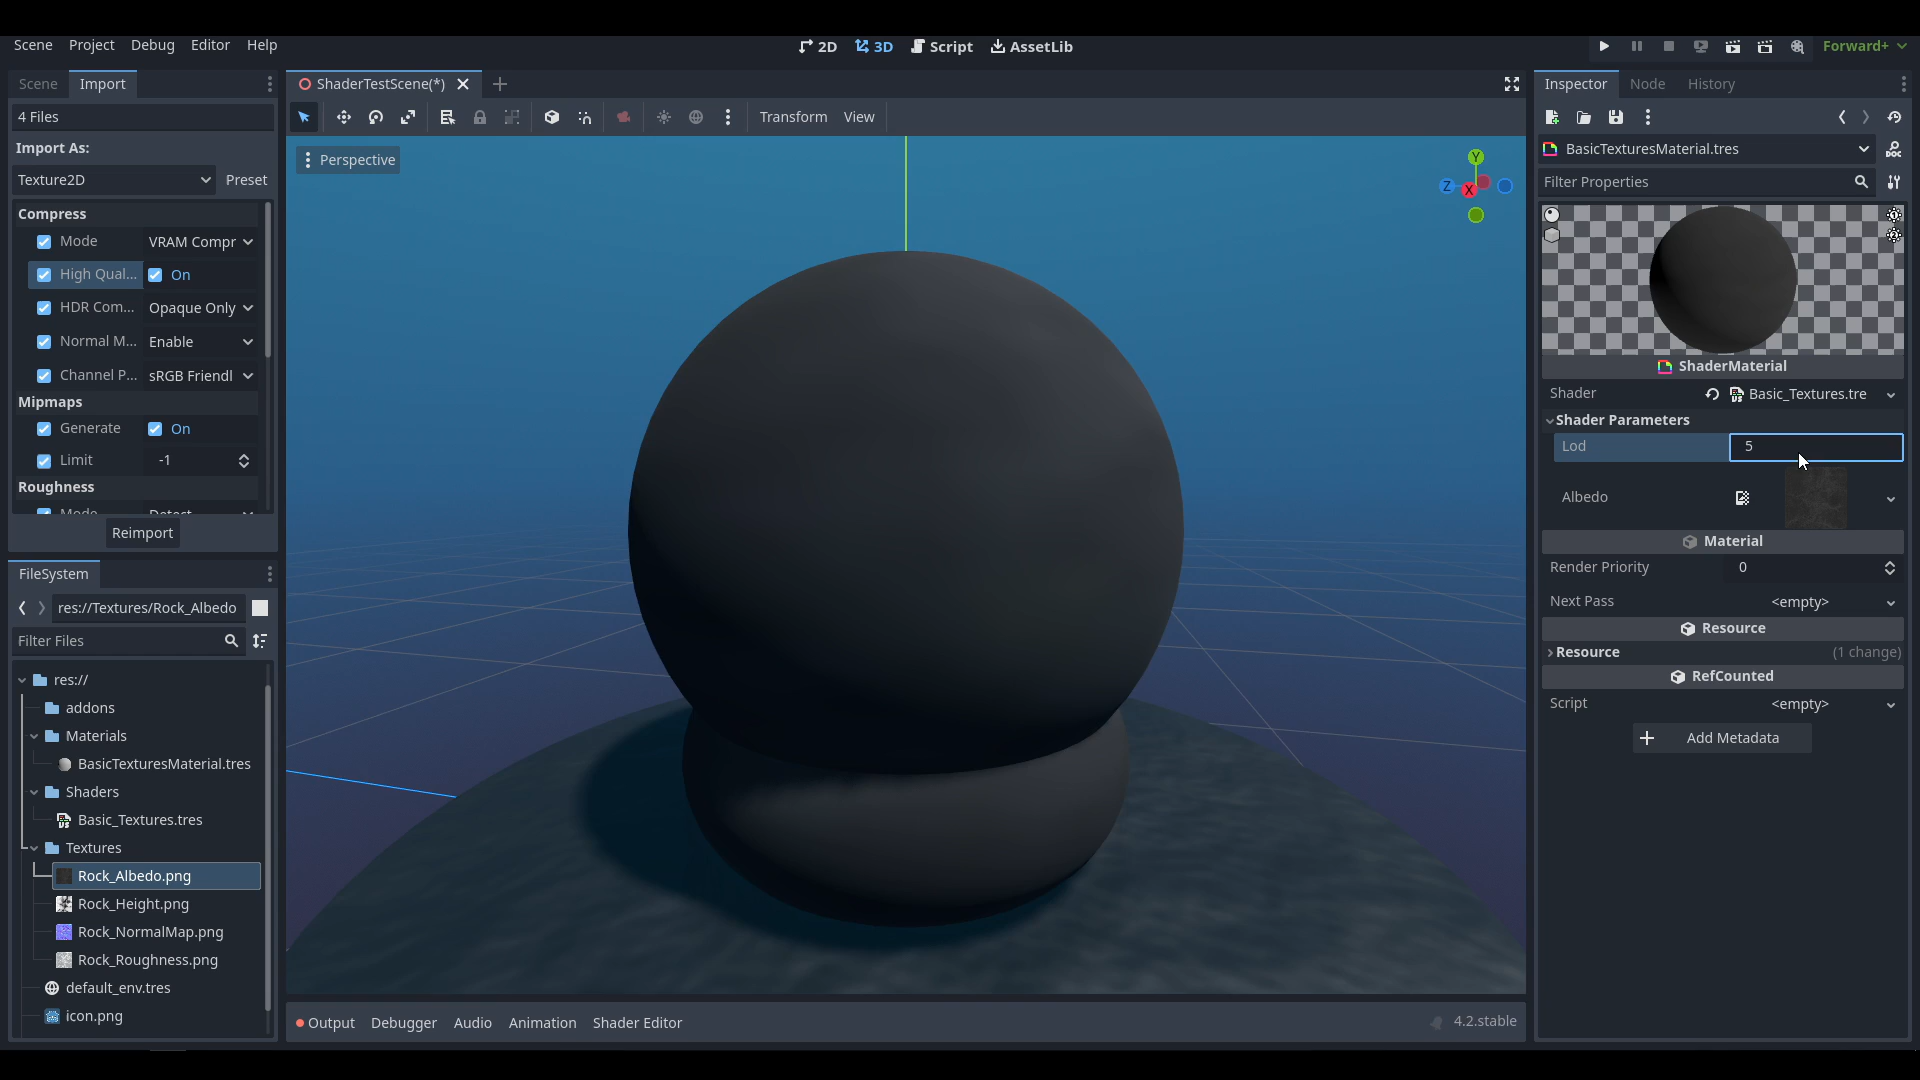 Scene Project Debug Editor Help
2D 3D Script AssetLib
Forward+
Scene Import
4 Files
Import As:
Texture2D Preset
Compress
Mode VRAM Compr
High Qual... On
HDR Com... Opaque Only
Normal M... Enable
Channel P... sRGB Friendl
Mipmaps
Generate On
Limit -1
Roughness
Mode Detect
Reimport
FileSystem
res://Textures/Rock_Albedo
Filter Files
res://
addons
Materials
BasicTexturesMaterial.tres
Shaders
Basic_Textures.tres
Textures
Rock_Albedo.png
Rock_Height.png
Rock_NormalMap.png
Rock_Roughness.png
default_env.tres
icon.png
ShaderTestScene(*)
Transform View
Perspective
Y
Z X
Output Debugger Audio Animation Shader Editor 4.2.stable
Inspector Node History
BasicTexturesMaterial.tres
Filter Properties
ShaderMaterial
Shader Basic_Textures.tre
Shader Parameters
Lod 5
Albedo
Material
Render Priority 0
Next Pass <empty>
Resource
Resource (1 change)
RefCounted
Script <empty>
Add Metadata